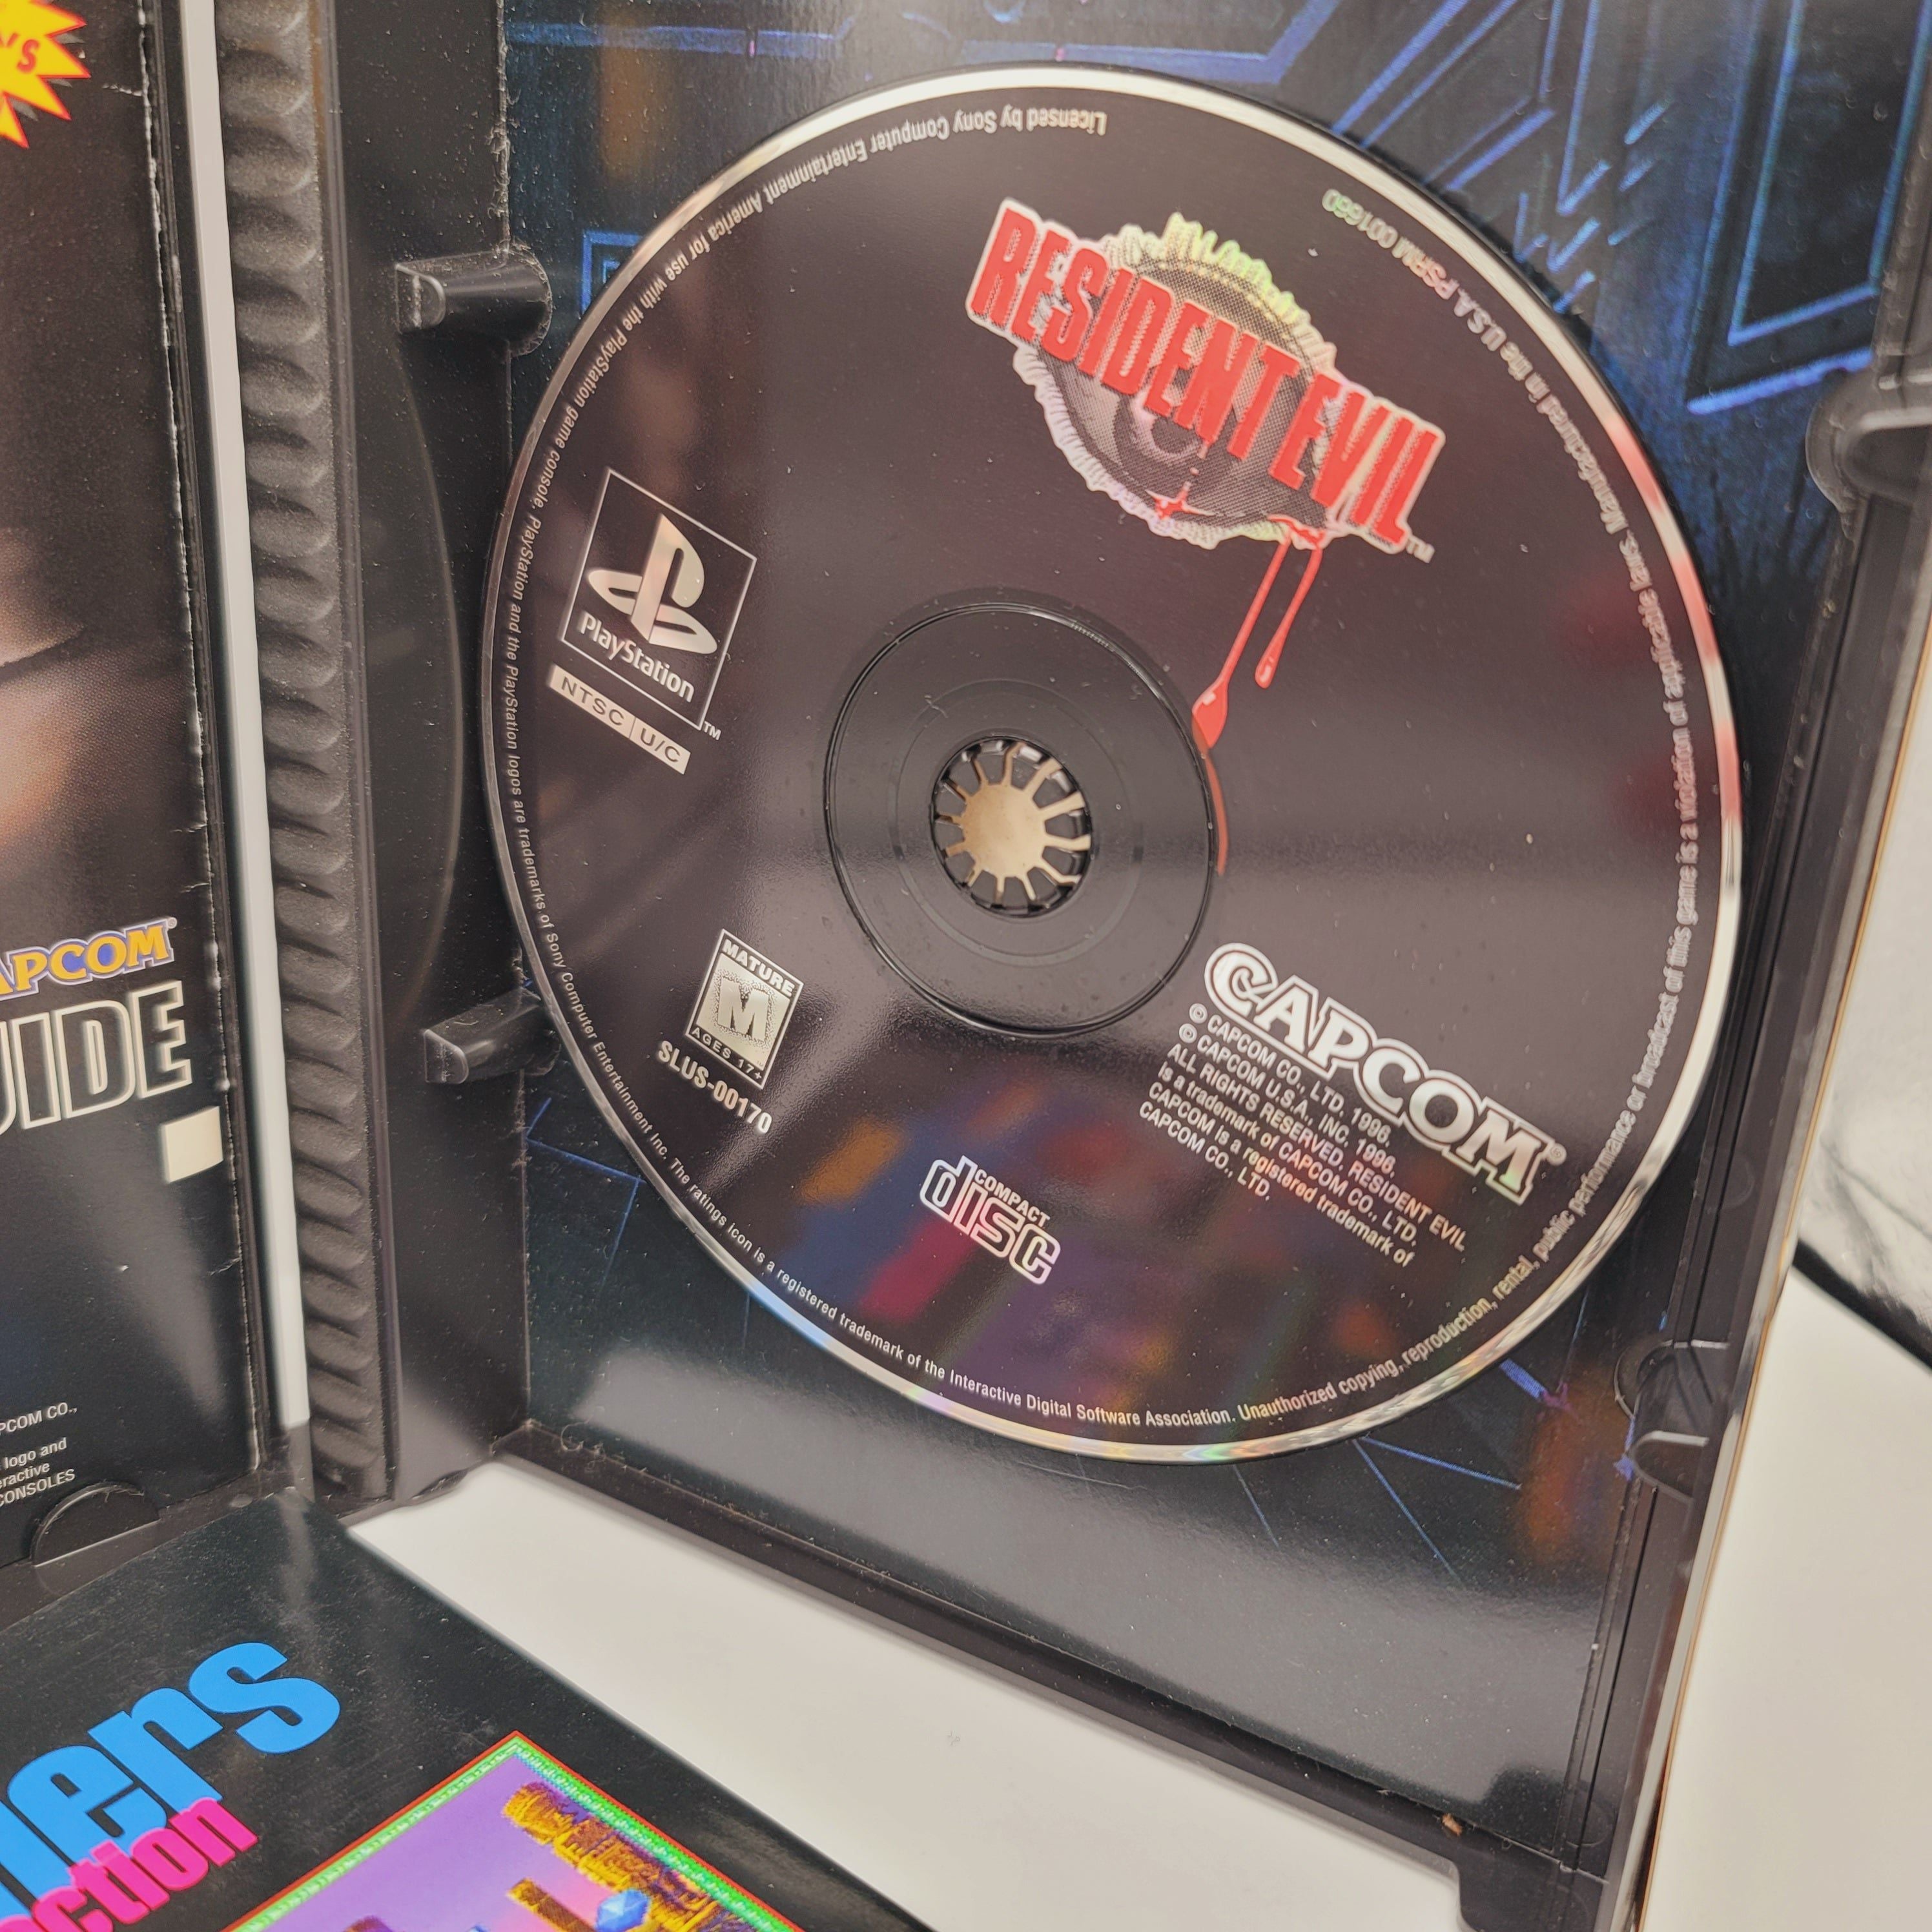 'S
RESIDENT EVIL™
PlayStation™
NTSC U/C
MATURE
M
AGES 17+
SLUS-00170
COMPACT
disc
CAPCOM®
© CAPCOM CO., LTD. 1996.
© CAPCOM U.S.A., INC. 1996.
ALL RIGHTS RESERVED. RESIDENT EVIL
is a trademark of CAPCOM CO., LTD.
CAPCOM is a registered trademark of
CAPCOM CO., LTD.
Licensed by Sony Computer Entertainment America for use with the PlayStation game console. PlayStation and the PlayStation logos are trademarks of Sony Computer Entertainment Inc. The ratings icon is a registered trademark of the Interactive Digital Software Association. Unauthorized copying, reproduction, rental, public performance or broadcast of this game is a violation of applicable laws. Manufactured in the U.S.A. PSRM 001660
APCOM®
UIDE
PCOM CO.,
logo and
eractive
CONSOLES
ners
ction